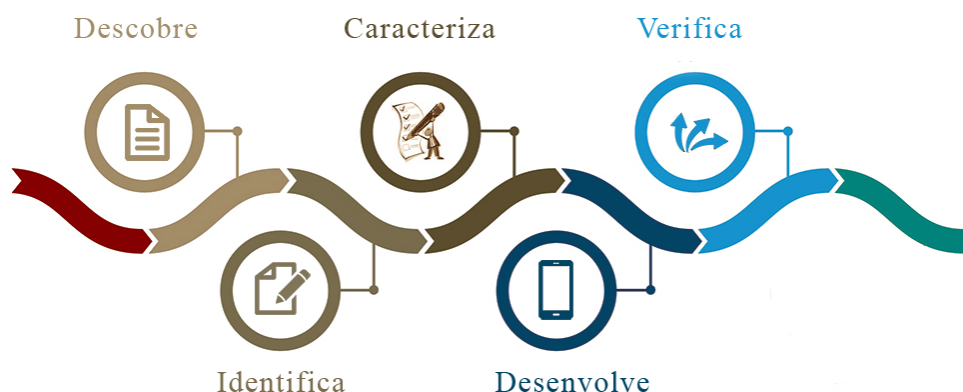 Descobre
Caracteriza
Verifica
Identifica
Desenvolve